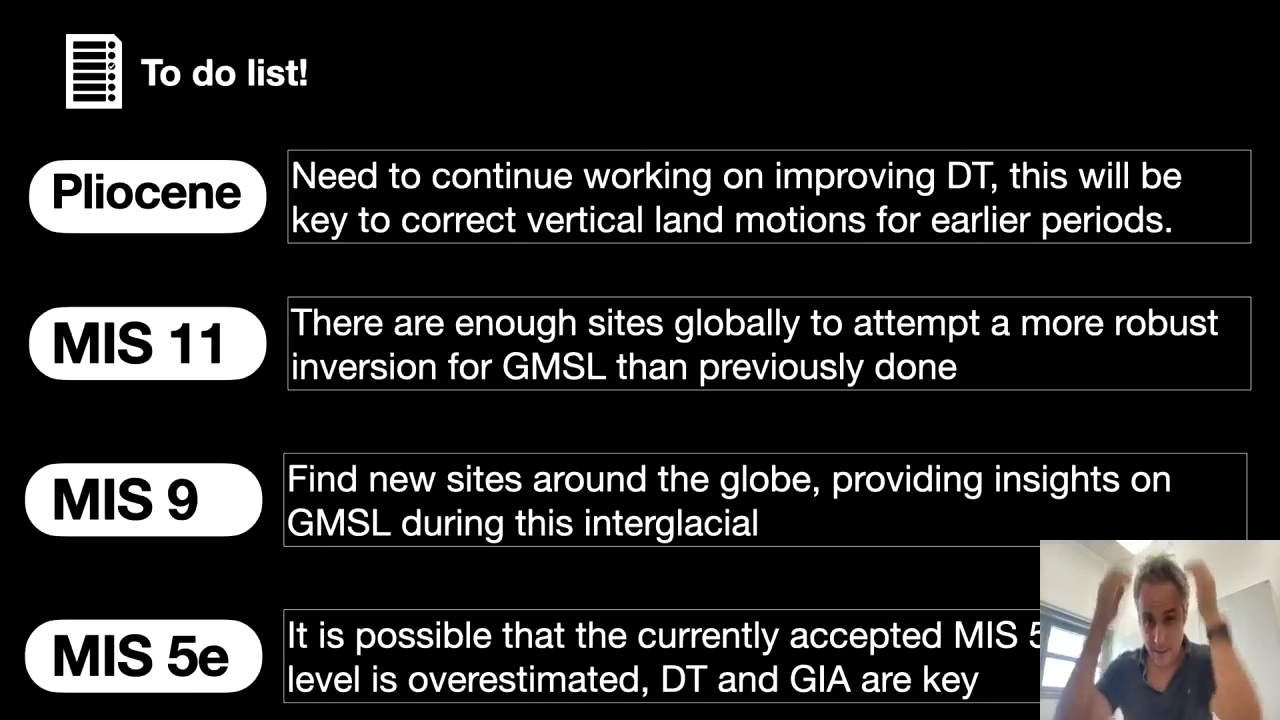 To do list!
Pliocene
Need to continue working on improving DT, this will be
key to correct vertical land motions for earlier periods.
MIS 11
There are enough sites globally to attempt a more robust
inversion for GMSL than previously done
MIS 9
Find new sites around the globe, providing insights on
GMSL during this interglacial
MIS 5e
It is possible that the currently accepted MIS
level is overestimated, DT and GIA are key